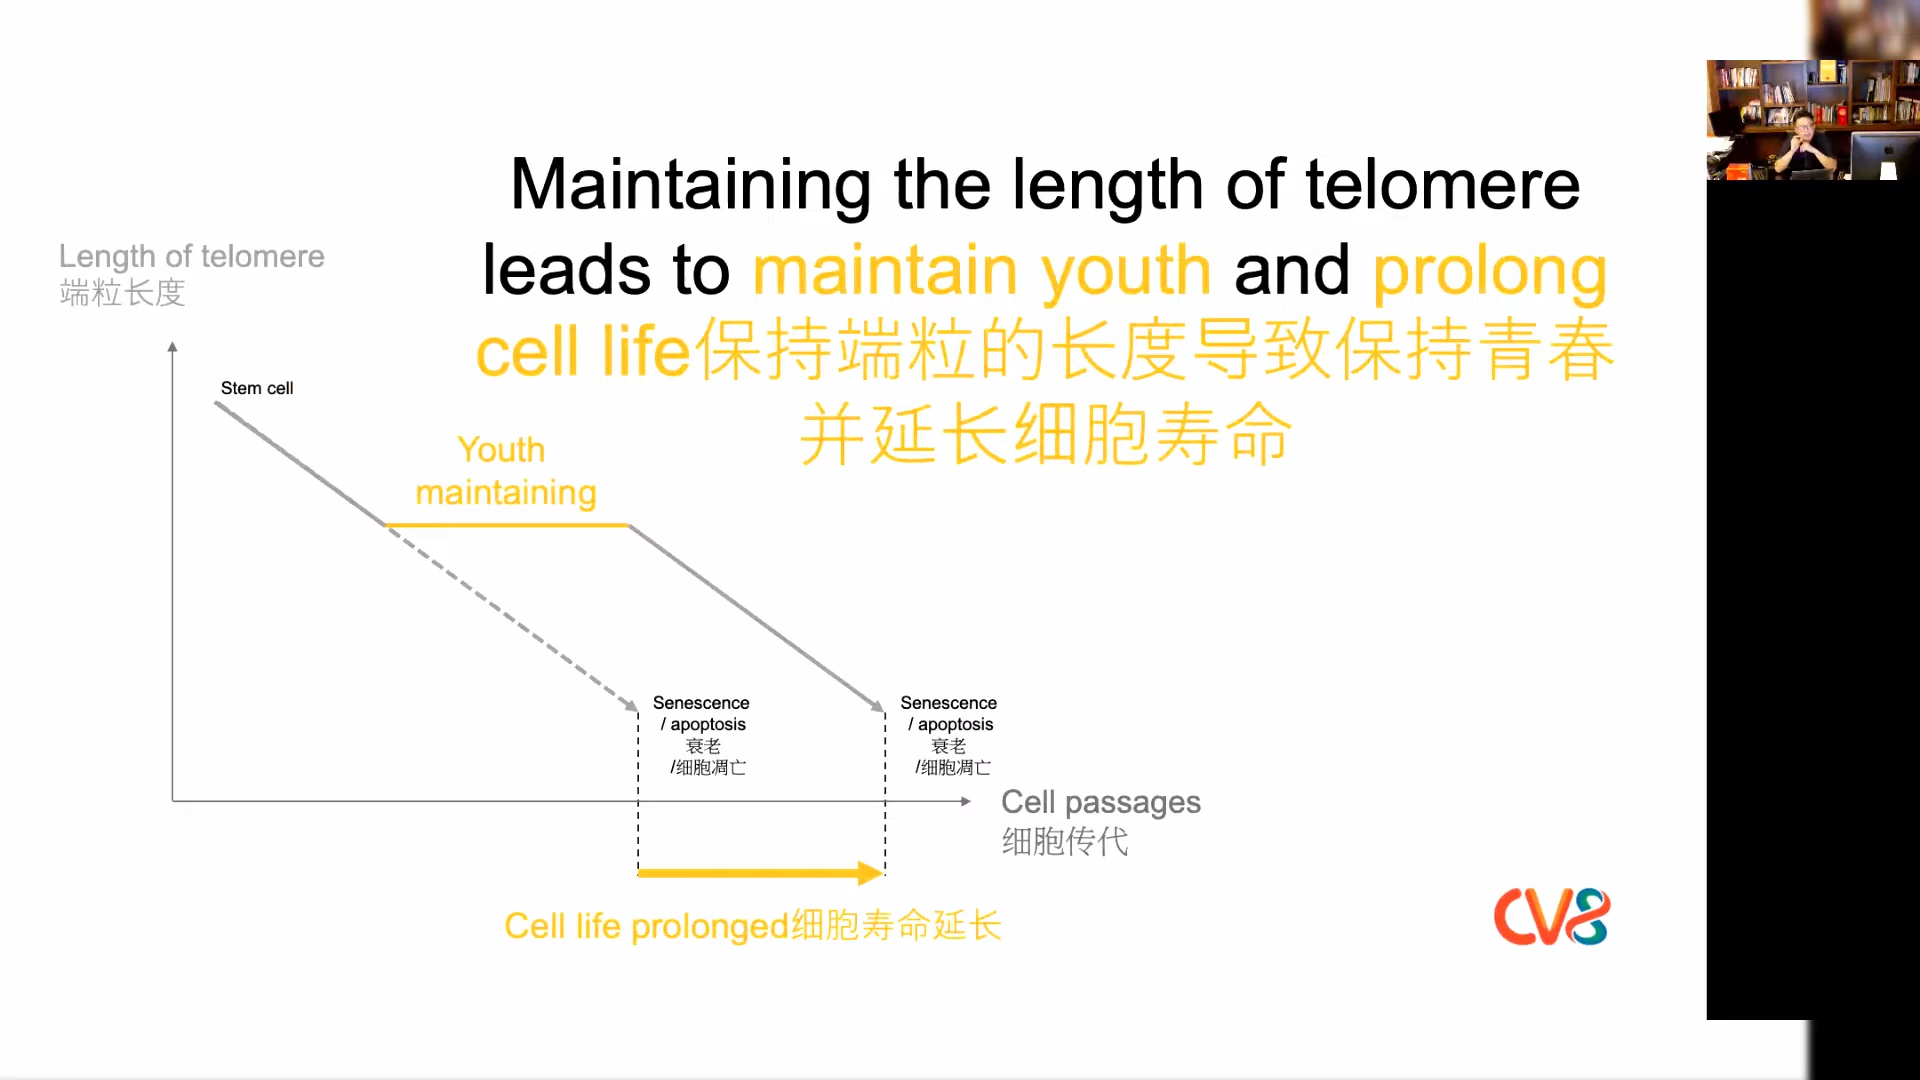 Maintaining the length of telomere
leads to maintain youth and prolong
cell life保持端粒的长度导致保持青春
并延长细胞寿命
Length of telomere
端粒长度
Stem cell
Youth
maintaining
Senescence
/ apoptosis
衰老
/细胞凋亡
Senescence
/ apoptosis
衰老
/细胞凋亡
Cell passages
细胞传代
Cell life prolonged细胞寿命延长
CV8